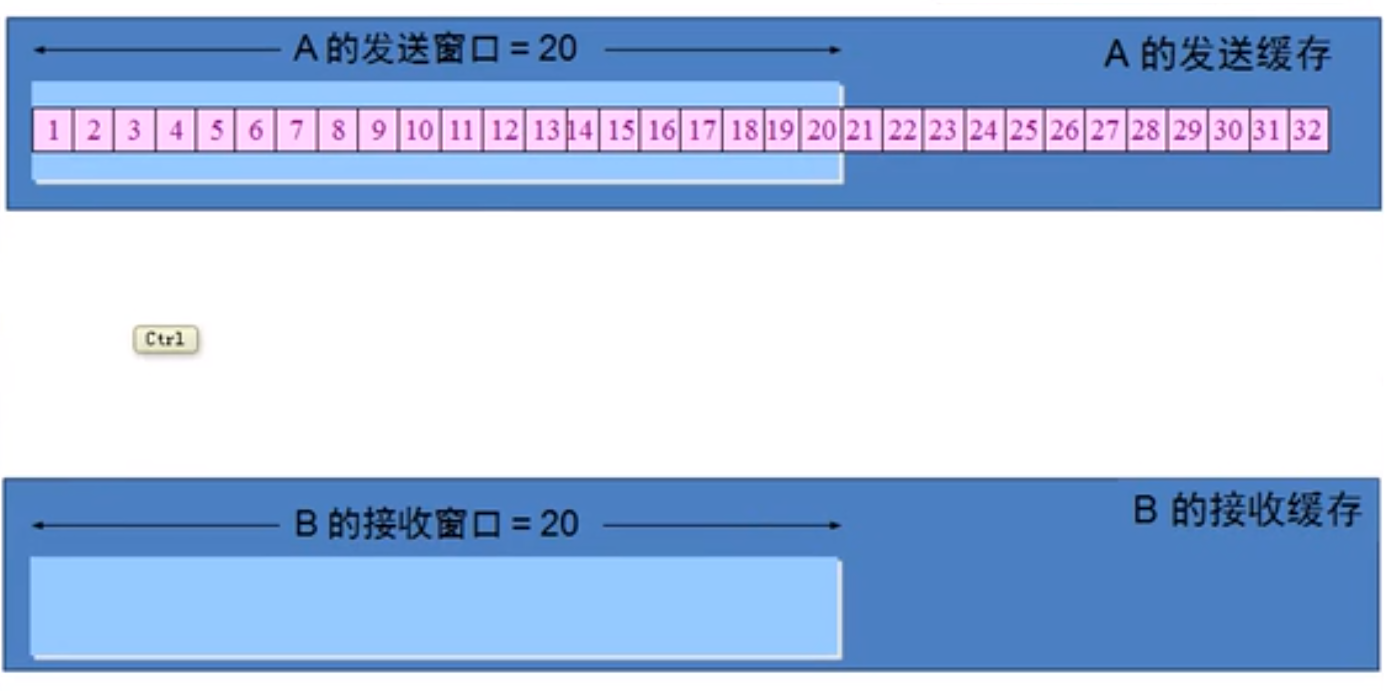 A 的发送窗口 = 20
A 的发送缓存
1 2 3 4 5 6 7 8 9 10 11 12 13 14 15 16 17 18 19 20 21 22 23 24 25 26 27 28 29 30 31 32
Ctrl
B 的接收窗口 = 20
B 的接收缓存